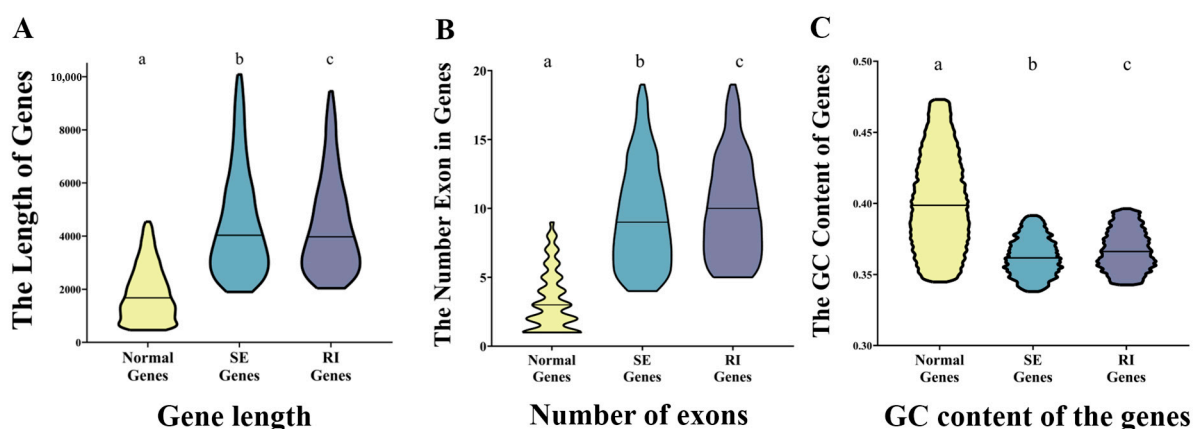 A
The Length of Genes
a b c
10,000
8000
6000
4000
2000
0
Normal Genes
SE Genes
RI Genes
Gene length
B
The Number Exon in Genes
a b c
20
15
10
5
0
Normal Genes
SE Genes
RI Genes
Number of exons
C
The GC Content of Genes
a b c
0.50
0.45
0.40
0.35
0.30
Normal Genes
SE Genes
RI Genes
GC content of the genes